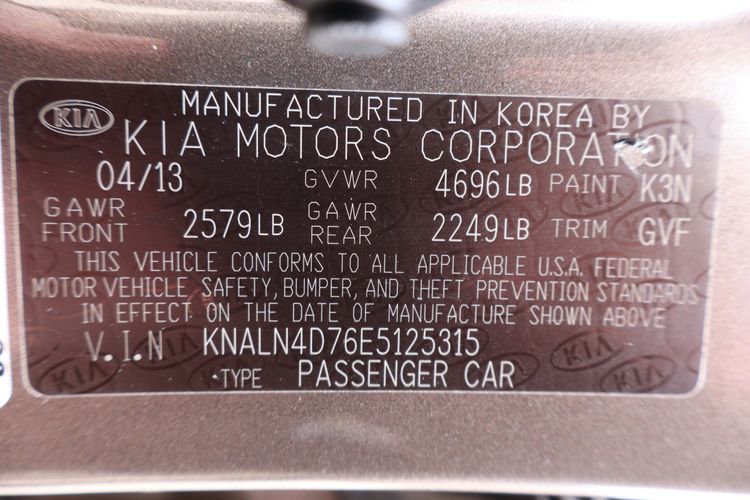 KIA MANUFACTURED IN KOREA BY
KIA MOTORS CORPORATION
04/13 GVWR 4696LB PAINT K3N
GAWR FRONT 2579LB GAWR REAR 2249LB TRIM GVF
THIS VEHICLE CONFORMS TO ALL APPLICABLE U.S.A. FEDERAL
MOTOR VEHICLE SAFETY, BUMPER, AND THEFT PREVENTION STANDARDS
IN EFFECT ON THE DATE OF MANUFACTURE SHOWN ABOVE
V.I.N KNALN4D76E5125315
TYPE PASSENGER CAR